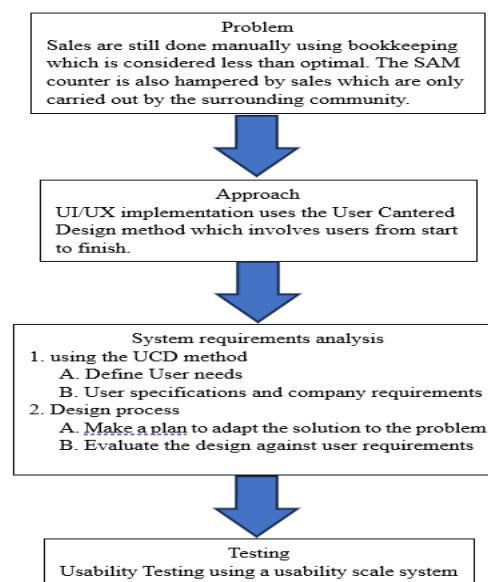 Problem
Sales are still done manually using bookkeeping
which is considered less than optimal. The SAM
counter is also hampered by sales which are only
carried out by the surrounding community.
Approach
UI/UX implementation uses the User Cantered
Design method which involves users from start
to finish.
System requirements analysis
1. using the UCD method
A. Define User needs
B. User specifications and company requirements
2. Design process
A. Make a plan to adapt the solution to the problem
B. Evaluate the design against user requirements
Testing
Usability Testing using a usability scale system